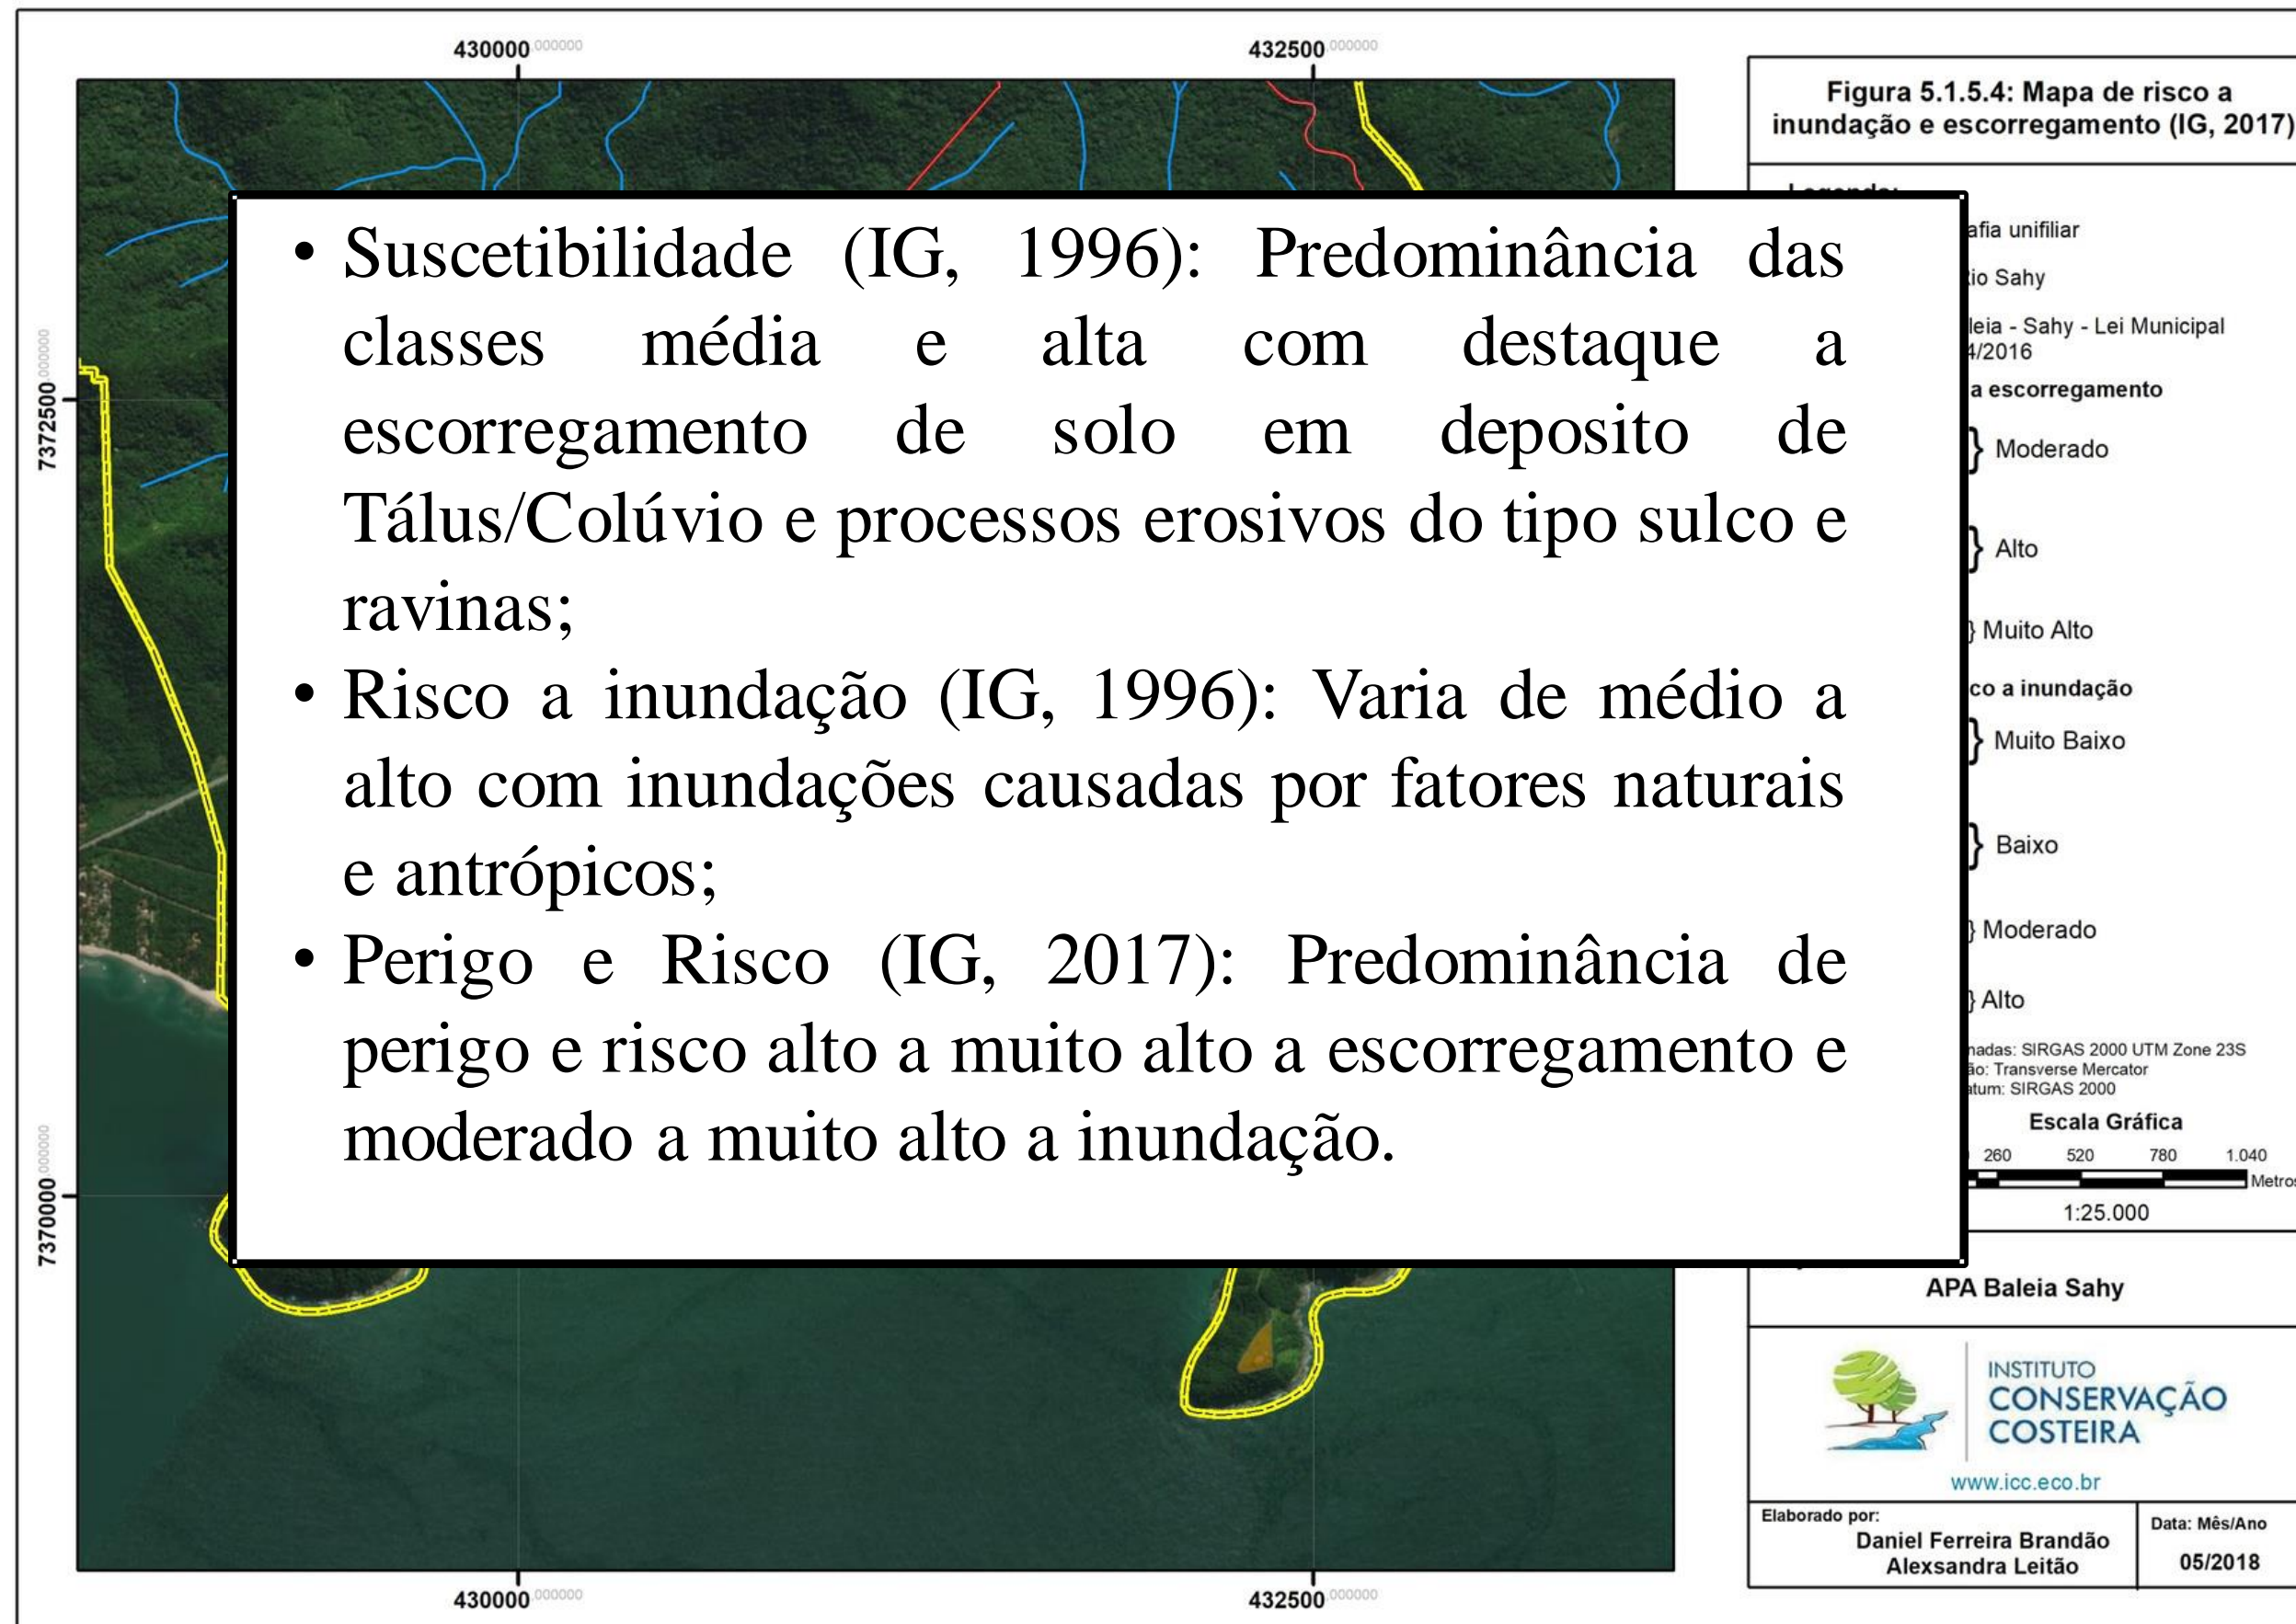 430000,000000
432500,000000
7372500,000000
7370000,000000
• Suscetibilidade (IG, 1996): Predominância das
classes média e alta com destaque a
escorregamento de solo em deposito de
Tálus/Colúvio e processos erosivos do tipo sulco e
ravinas;
• Risco a inundação (IG, 1996): Varia de médio a
alto com inundações causadas por fatores naturais
e antrópicos;
• Perigo e Risco (IG, 2017): Predominância de
perigo e risco alto a muito alto a escorregamento e
moderado a muito alto a inundação.
430000,000000
432500,000000
Figura 5.1.5.4: Mapa de risco a
inundação e escorregamento (IG, 2017)
unifiliar
Sahy
- Sahy - Lei Municipal
4/2016
a escorregamento
} Moderado
} Alto
} Muito Alto
a inundação
} Muito Baixo
} Baixo
} Moderado
} Alto
SIRGAS 2000 UTM Zone 23S
Transverse Mercator
SIRGAS 2000
Escala Gráfica
260 520 780 1.040
Metros
1:25.000
APA Baleia Sahy
INSTITUTO
CONSERVAÇÃO
COSTEIRA
www.icc.eco.br
Elaborado por:
Daniel Ferreira Brandão
Alexsandra Leitão
Data: Mês/Ano
05/2018